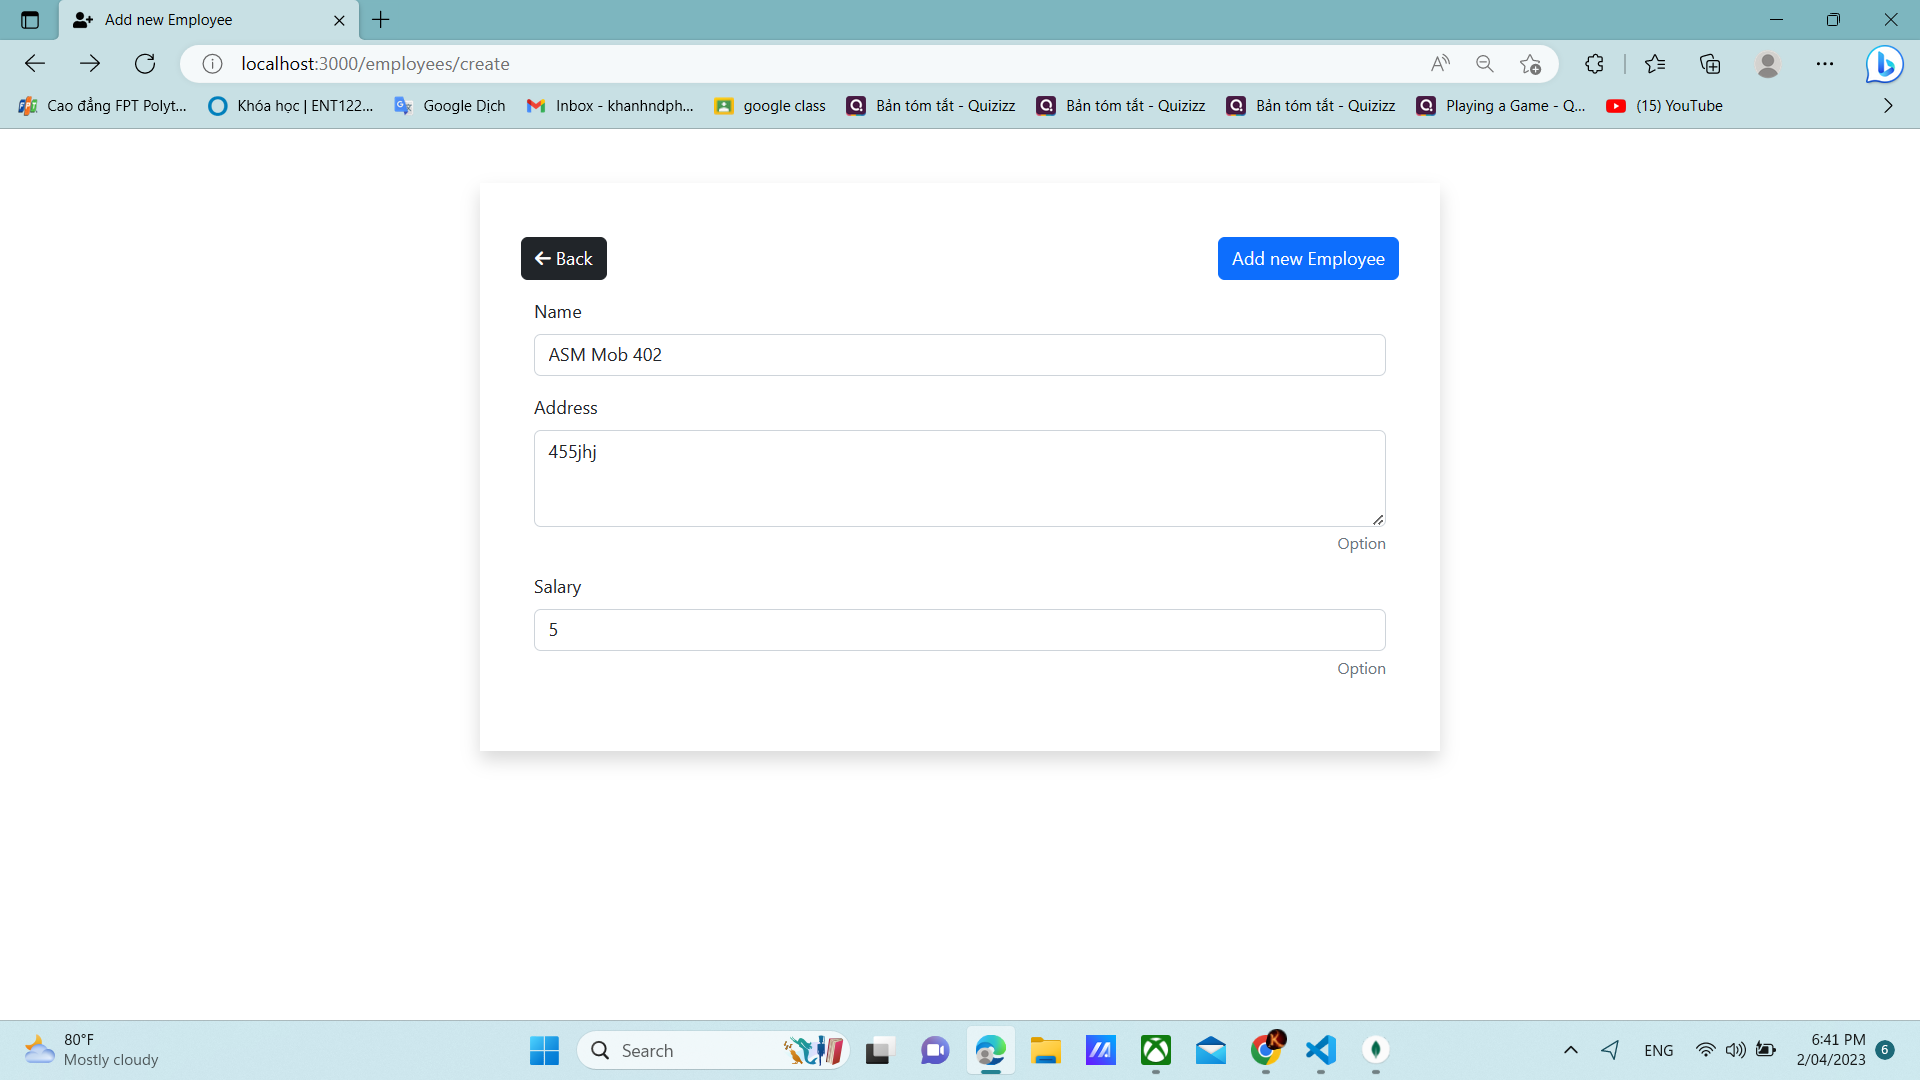 Add new Employee
localhost:3000/employees/create
Cao đẳng FPT Polyt...
Khóa học | ENT122...
Google Dịch
Inbox - khanhndph...
google class
Bản tóm tắt - Quizizz
Bản tóm tắt - Quizizz
Bản tóm tắt - Quizizz
Playing a Game - Q...
(15) YouTube
Back
Add new Employee
Name
ASM Mob 402
Address
455jhj
Option
Salary
5
Option
80°F
Mostly cloudy
Search
ENG
6:41 PM
2/04/2023
6